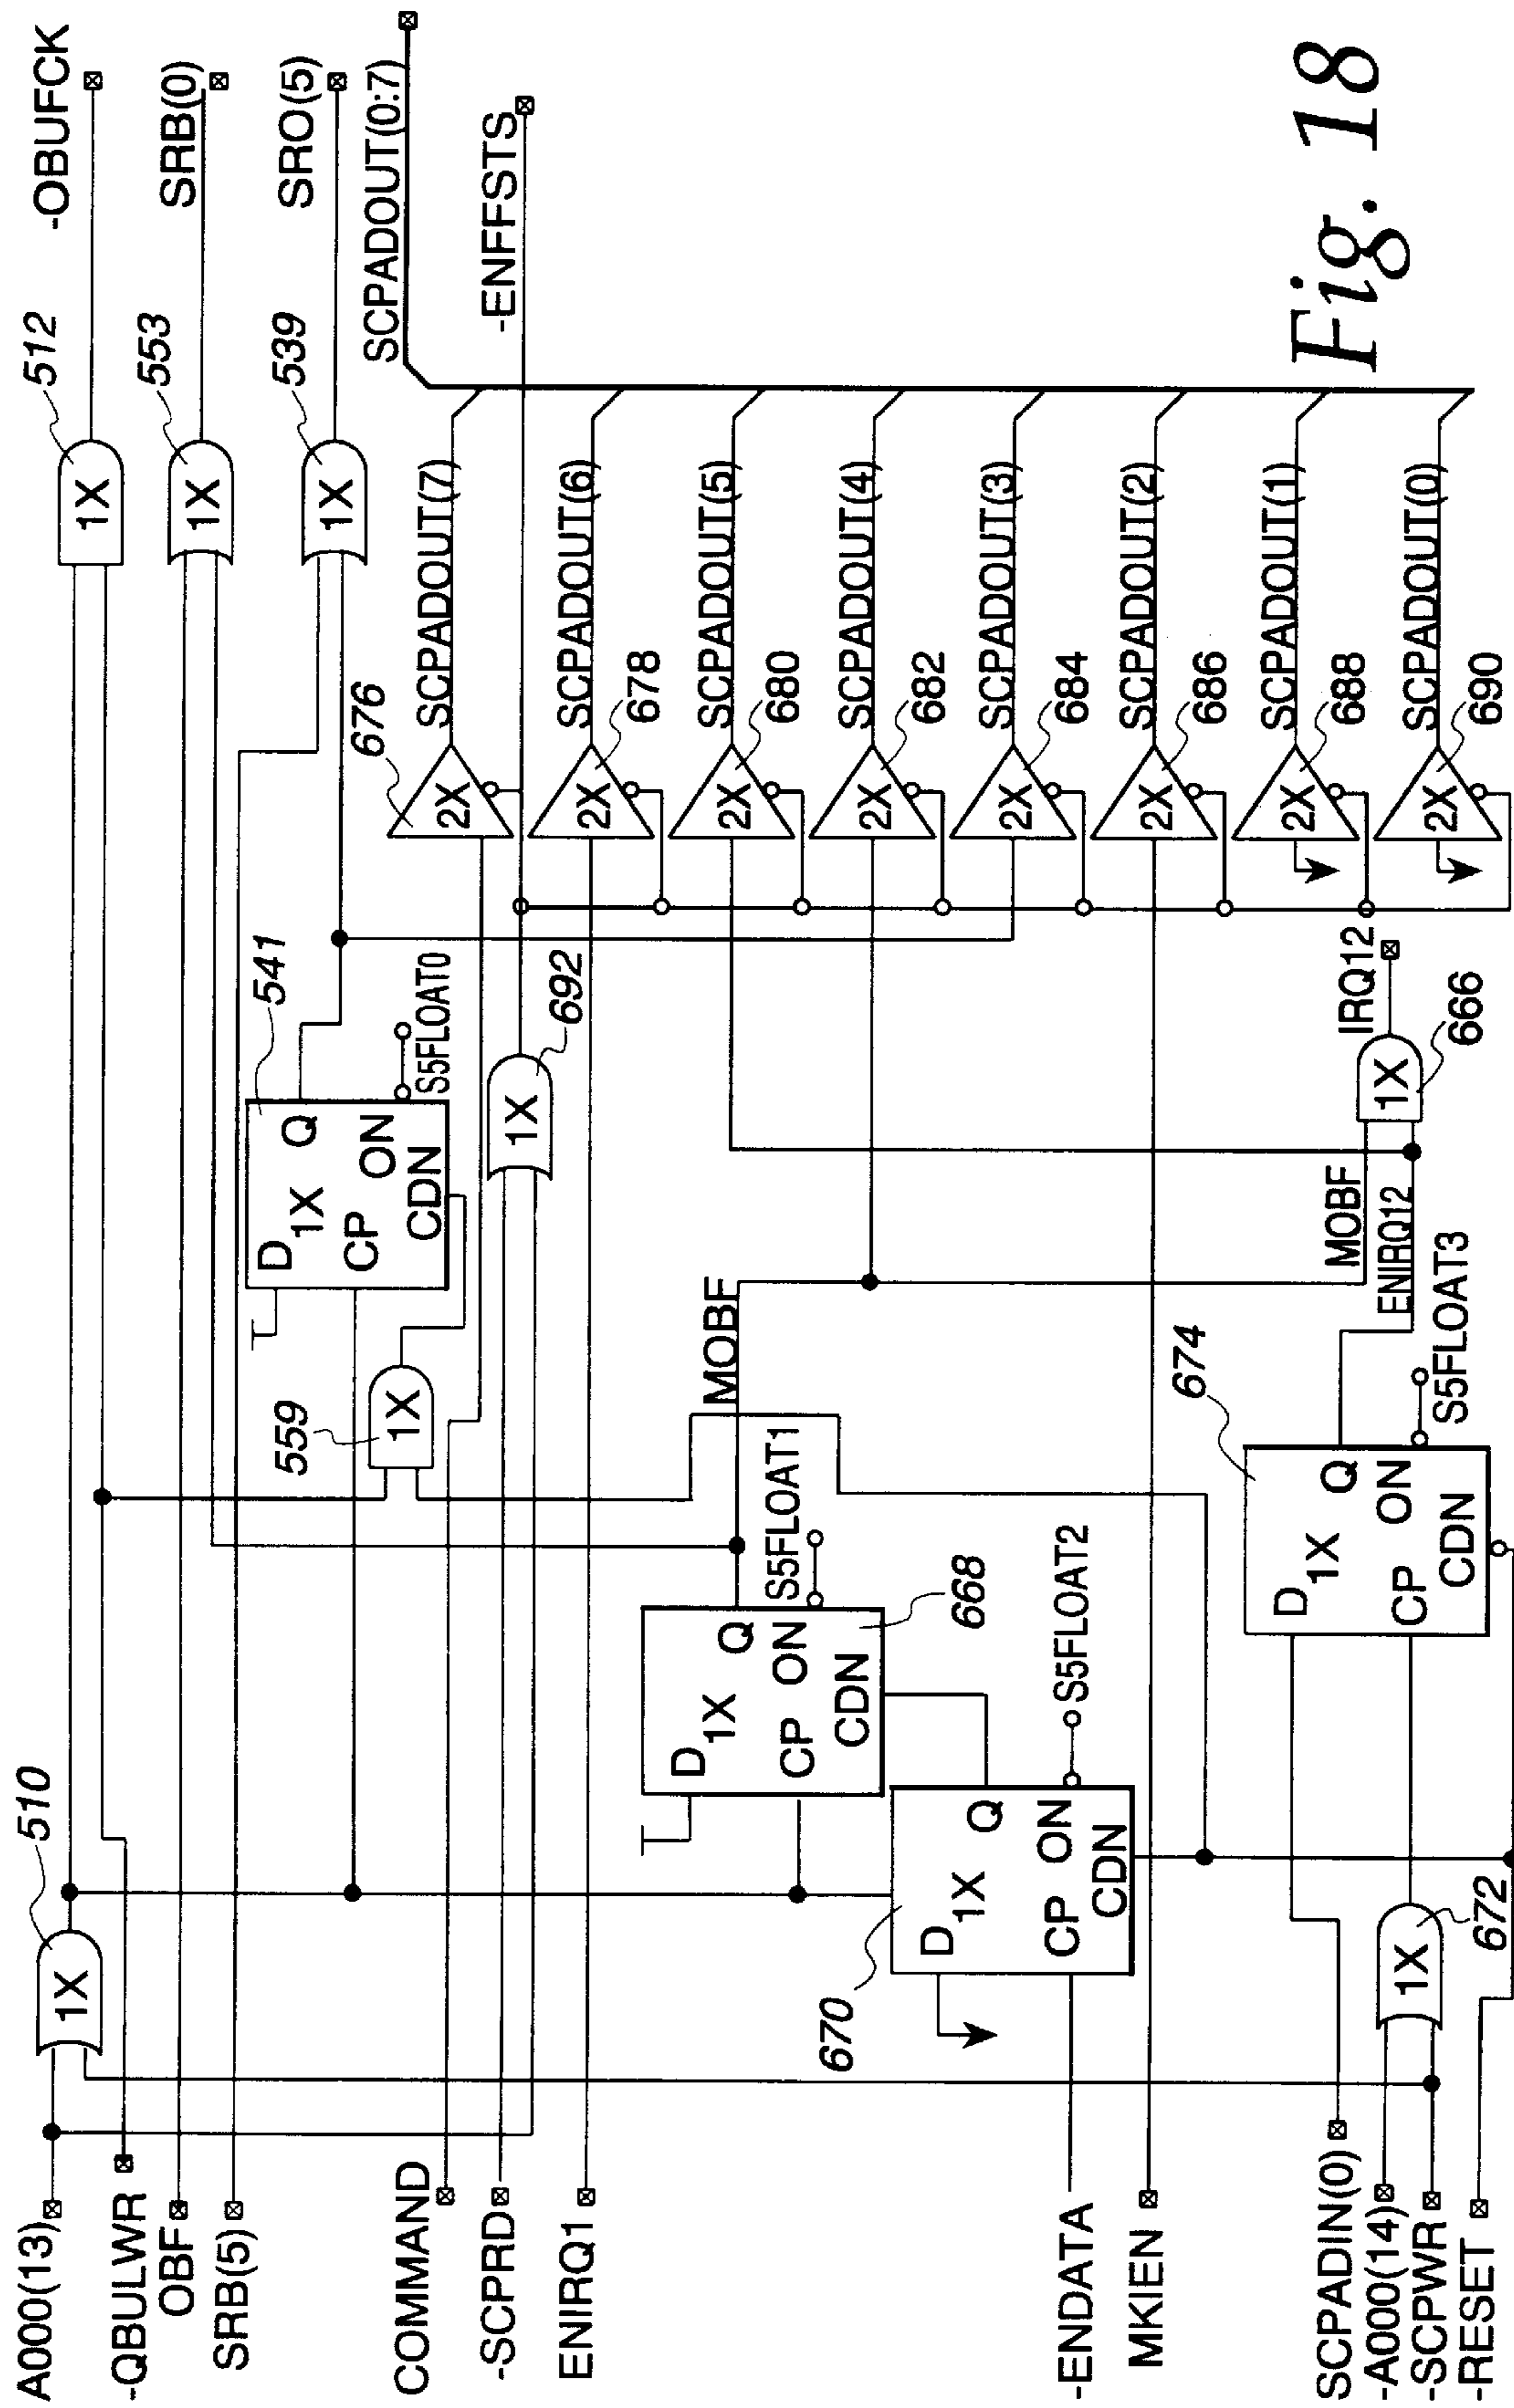 A000(13)
-QBULWR
OBF
SRB(5)
COMMAND
-SCPRD
ENIRQ1
-ENDATA
MKIEN
SCPADIN(0)
-A000(14)
-SCPWR
-RESET
510
1X
512
1X
-OBUFCK
553
1X
SRB(0)
539
1X
SRO(5)
541
D
1X
Q
CP
ON
CDN
S5FLOAT0
559
1X
692
1X
-ENFFSTS
SCPADOUT(0:7)
676
2X
SCPADOUT(7)
2X
SCPADOUT(6)
678
2X
SCPADOUT(5)
680
2X
SCPADOUT(4)
682
2X
SCPADOUT(3)
684
2X
SCPADOUT(2)
686
2X
SCPADOUT(1)
688
2X
SCPADOUT(0)
690
MOBF
D
1X
Q
CP
ON
CDN
S5FLOAT1
668
670
D
1X
Q
CP
ON
CDN
S5FLOAT2
672
1X
674
D
1X
Q
CP
ON
CDN
S5FLOAT3
MOBF
ENIRQ12
1X
666
IRQ12
Fig. 18